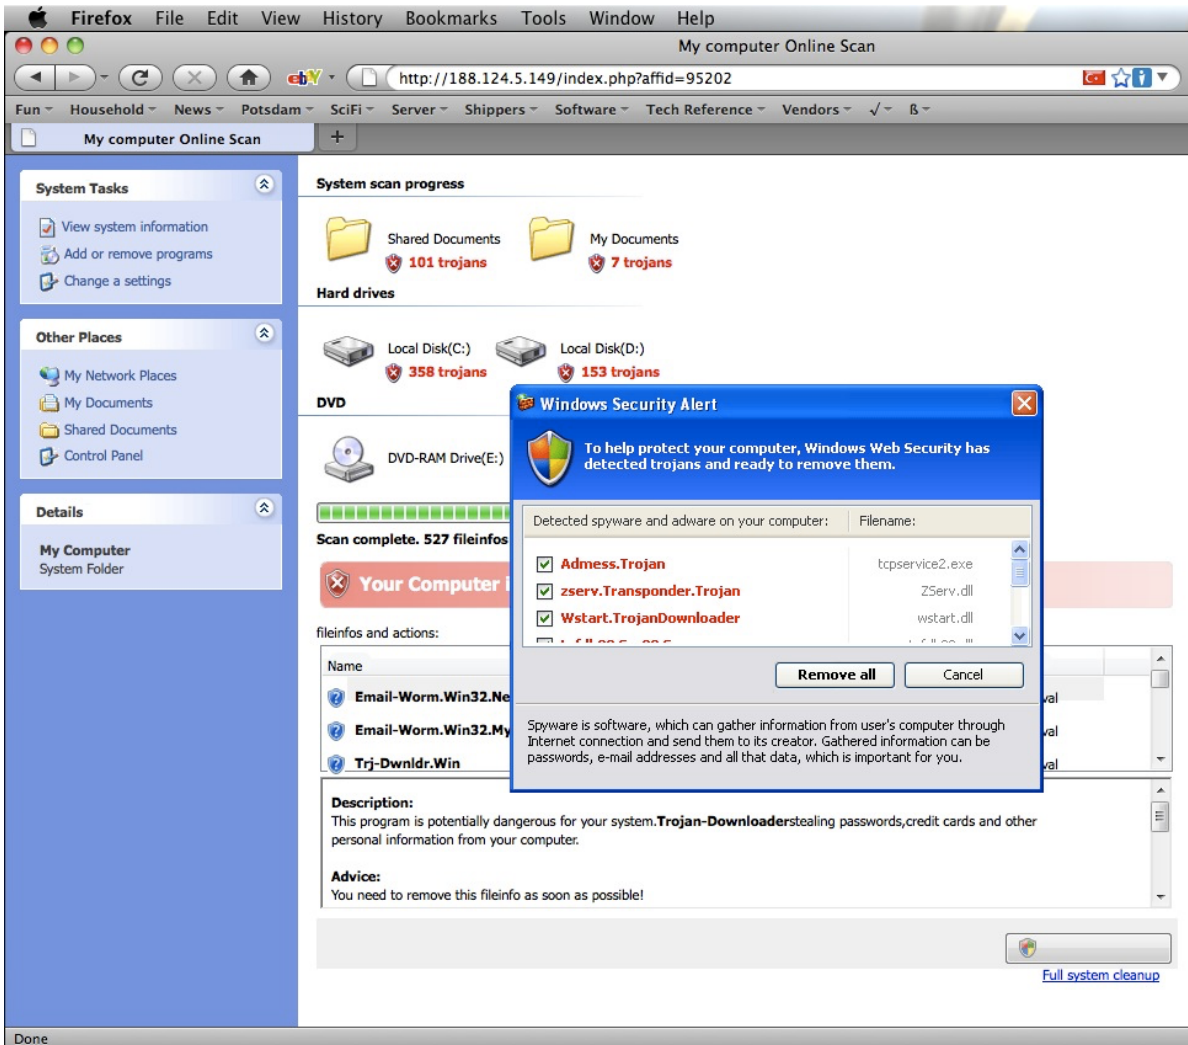 Firefox File Edit View History Bookmarks Tools Window Help
My computer Online Scan
ebY http://188.124.5.149/index.php?affid=95202
Fun Household News Potsdam SciFi Server Shippers Software Tech Reference Vendors √ ß
My computer Online Scan +
System Tasks
View system information
Add or remove programs
Change a settings
Other Places
My Network Places
My Documents
Shared Documents
Control Panel
Details
My Computer
System Folder
System scan progress
Shared Documents
101 trojans
My Documents
7 trojans
Hard drives
Local Disk(C:)
358 trojans
Local Disk(D:)
153 trojans
DVD
DVD-RAM Drive(E:)
Scan complete. 527 fileinfos
Your Computer i
fileinfos and actions:
Name
Email-Worm.Win32.Ne
val
Email-Worm.Win32.My
val
Trj-Dwnldr.Win
val
Description:
This program is potentially dangerous for your system.Trojan-Downloaderstealing passwords,credit cards and other
personal information from your computer.
Advice:
You need to remove this fileinfo as soon as possible!
Full system cleanup
Windows Security Alert
To help protect your computer, Windows Web Security has
detected trojans and ready to remove them.
Detected spyware and adware on your computer: Filename:
Admess.Trojan tcpservice2.exe
zserv.Transponder.Trojan ZServ.dll
Wstart.TrojanDownloader wstart.dll
Remove all Cancel
Spyware is software, which can gather information from user's computer through
Internet connection and send them to its creator. Gathered information can be
passwords, e-mail addresses and all that data, which is important for you.
Done